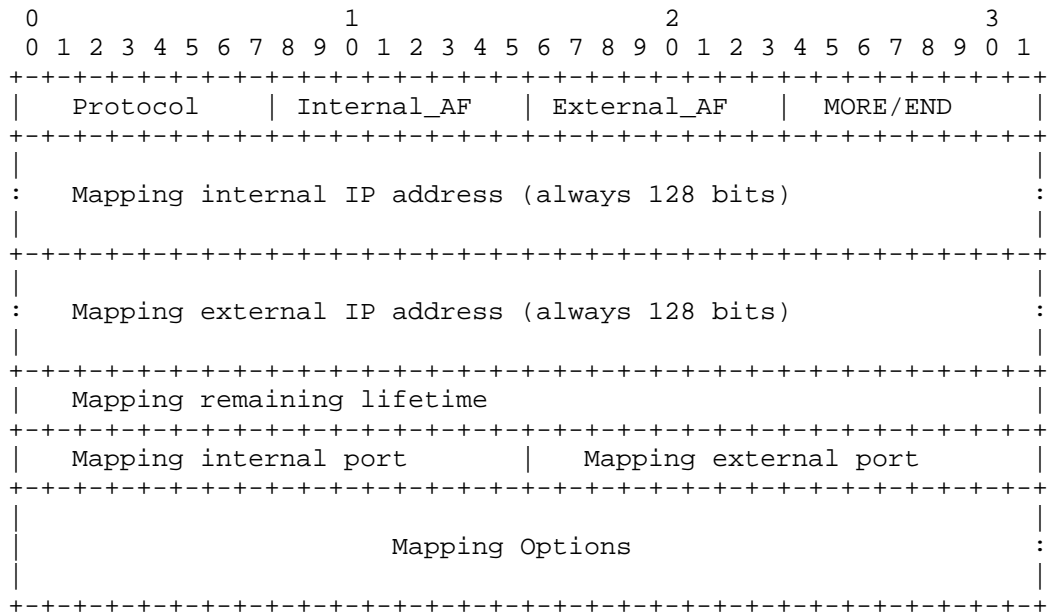 0                   1                   2                   3
 0 1 2 3 4 5 6 7 8 9 0 1 2 3 4 5 6 7 8 9 0 1 2 3 4 5 6 7 8 9 0 1
+-+-+-+-+-+-+-+-+-+-+-+-+-+-+-+-+-+-+-+-+-+-+-+-+-+-+-+-+-+-+-+-+
|   Protocol    | Internal_AF   | External_AF   |  MORE/END     |
+-+-+-+-+-+-+-+-+-+-+-+-+-+-+-+-+-+-+-+-+-+-+-+-+-+-+-+-+-+-+-+-+
|                                                               |
:   Mapping internal IP address (always 128 bits)               :
|                                                               |
+-+-+-+-+-+-+-+-+-+-+-+-+-+-+-+-+-+-+-+-+-+-+-+-+-+-+-+-+-+-+-+-+
|                                                               |
:   Mapping external IP address (always 128 bits)               :
|                                                               |
+-+-+-+-+-+-+-+-+-+-+-+-+-+-+-+-+-+-+-+-+-+-+-+-+-+-+-+-+-+-+-+-+
|   Mapping remaining lifetime                                  |
+-+-+-+-+-+-+-+-+-+-+-+-+-+-+-+-+-+-+-+-+-+-+-+-+-+-+-+-+-+-+-+-+
|   Mapping internal port       |   Mapping external port       |
+-+-+-+-+-+-+-+-+-+-+-+-+-+-+-+-+-+-+-+-+-+-+-+-+-+-+-+-+-+-+-+-+
|                                                               |
|                       Mapping Options                         :
|                                                               |
+-+-+-+-+-+-+-+-+-+-+-+-+-+-+-+-+-+-+-+-+-+-+-+-+-+-+-+-+-+-+-+-+